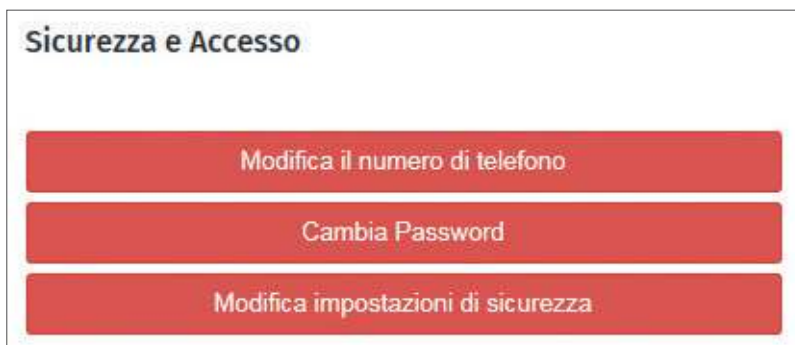 Sicurezza e Accesso
Modifica il numero di telefono
Cambia Password
Modifica impostazioni di sicurezza